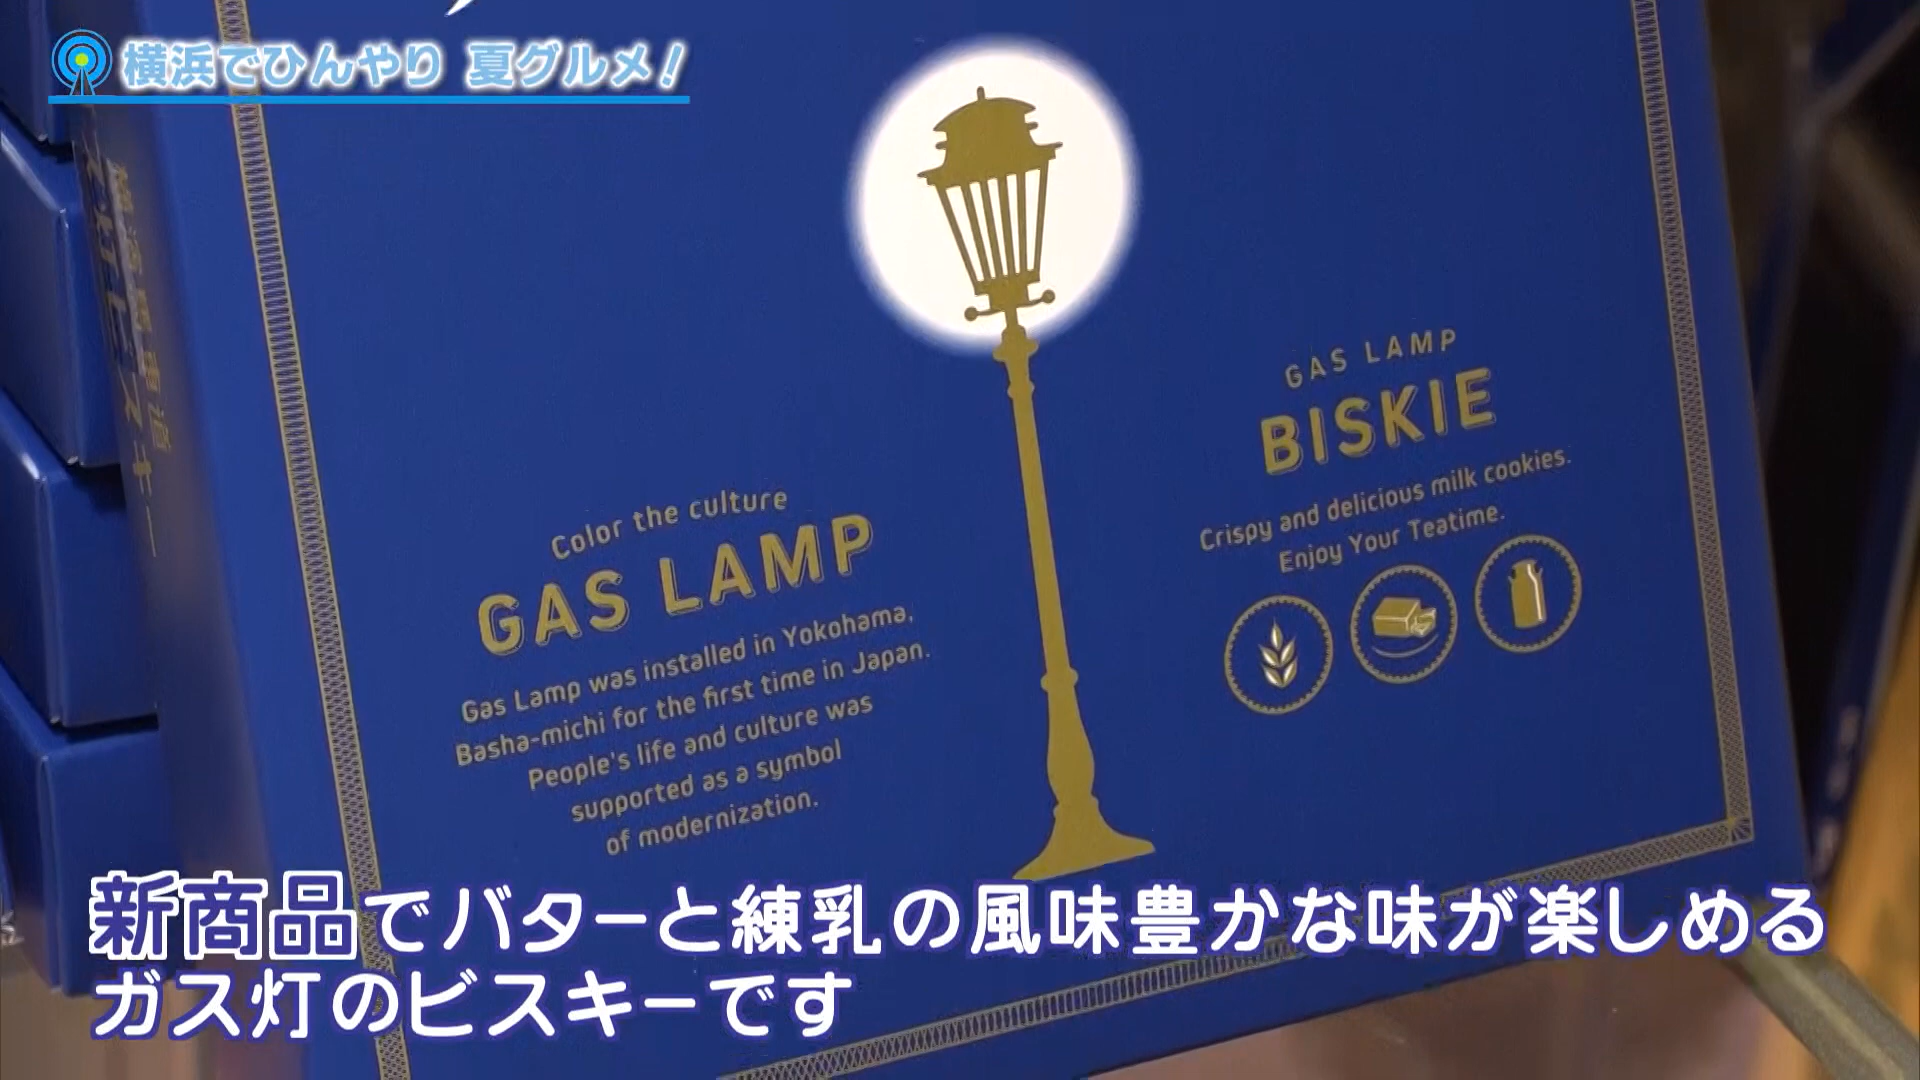 横浜でひんやり 夏グルメ！
Color the culture
GAS LAMP
Gas Lamp was installed in Yokohama,
Basha-michi for the first time in Japan.
People's life and culture was
supported as a symbol
of modernization.
GAS LAMP
BISKIE
Crispy and delicious milk cookies.
Enjoy Your Teatime.
新商品でバターと練乳の風味豊かな味が楽しめる
ガス灯のビスキーです